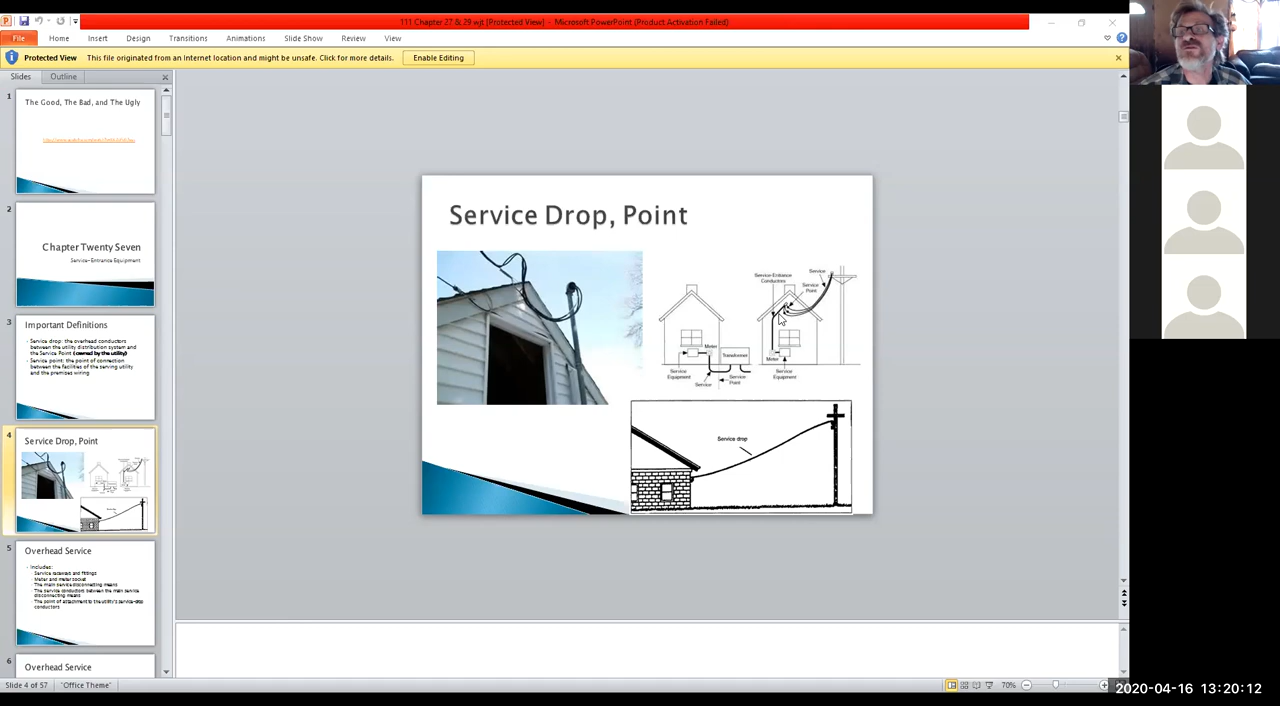 111 Chapter 27 & 29 wjt [Protected View] - Microsoft PowerPoint (Product Activation Failed)
File Home Insert Design Transitions Animations Slide Show Review View
Protected View This file originated from an Internet location and might be unsafe. Click for more details. Enable Editing
Slides Outline
1
The Good, The Bad, and The Ugly
2
Chapter Twenty Seven
Service-Entrance Equipment
3
Important Definitions
Service drop: the overhead conductors
between the utility distribution system and
the Service Point (owned by the utility)
Service point: the point of connection
between the facilities of the serving utility
and the premises wiring
4
Service Drop, Point
5
Overhead Service
Includes:
Service raceways and fittings
Meter and meter socket
The main service disconnecting means
The service conductors between the main service
disconnecting means
The point of attachment to the utility's service-drop
conductors
6
Overhead Service
Service Drop, Point
Service-Entrance
Conductors
Service
Service
Point
Meter
Transformer
Service
Equipment
Service
Service
Point
Meter
Service
Equipment
Service drop
Slide 4 of 57 "Office Theme" 70%
2020-04-16 13:20:12